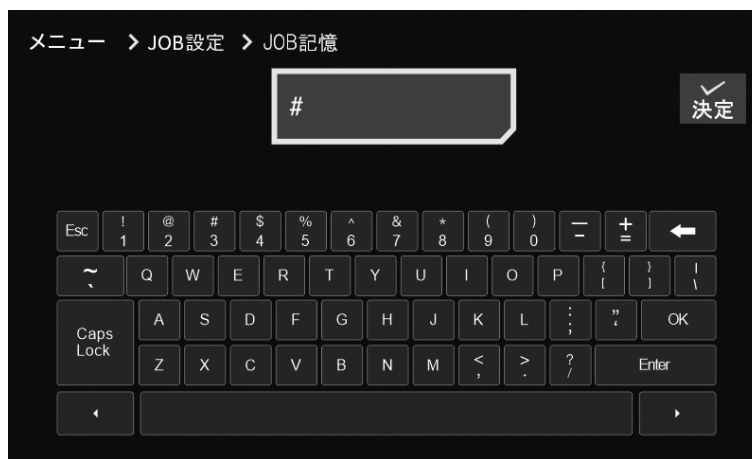 メニュー > JOB設定 > JOB記憶
#
決定
Esc ! 1 @ 2 # 3 $ 4 % 5 ^ 6 & 7 * 8 ( 9 ) 0 — - + =
~ ` Q W E R T Y U I O P { [ } ] | \
Caps Lock A S D F G H J K L : ; " ‘ OK
Z X C V B N M < , > . ? / Enter